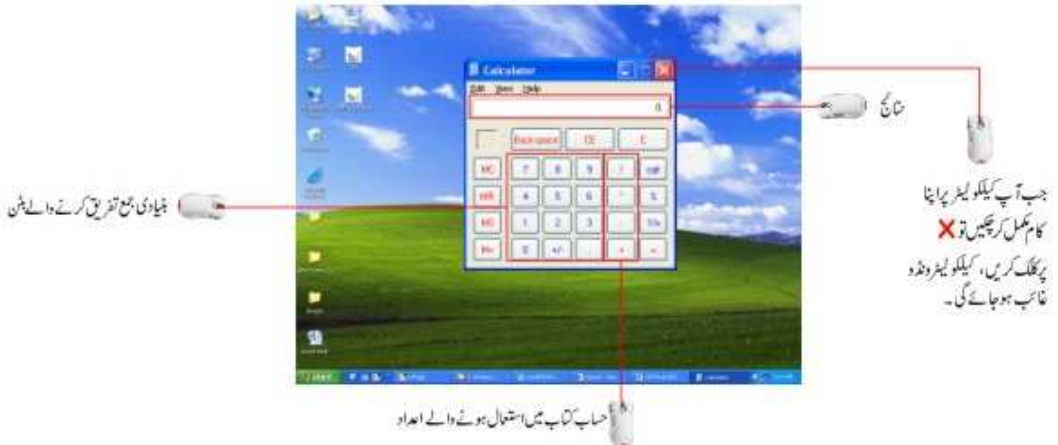 Calculator
Edit View Help
0
Backspace CE C
MC 7 8 9 / sqrt
MR 4 5 6 * %
MS 1 2 3 - 1/x
M+ 0 +/- . + =
start
نتائج
جب آپ کیلکولیٹر پر اپنا
کام مکمل کر چکیں تو ❌
پر کلک کریں، کیلکولیٹر ونڈو
غائب ہو جائے گی۔
بنیادی جمع تفریق کرنے والے بٹن
حساب کتاب میں استعمال ہونے والے اعداد